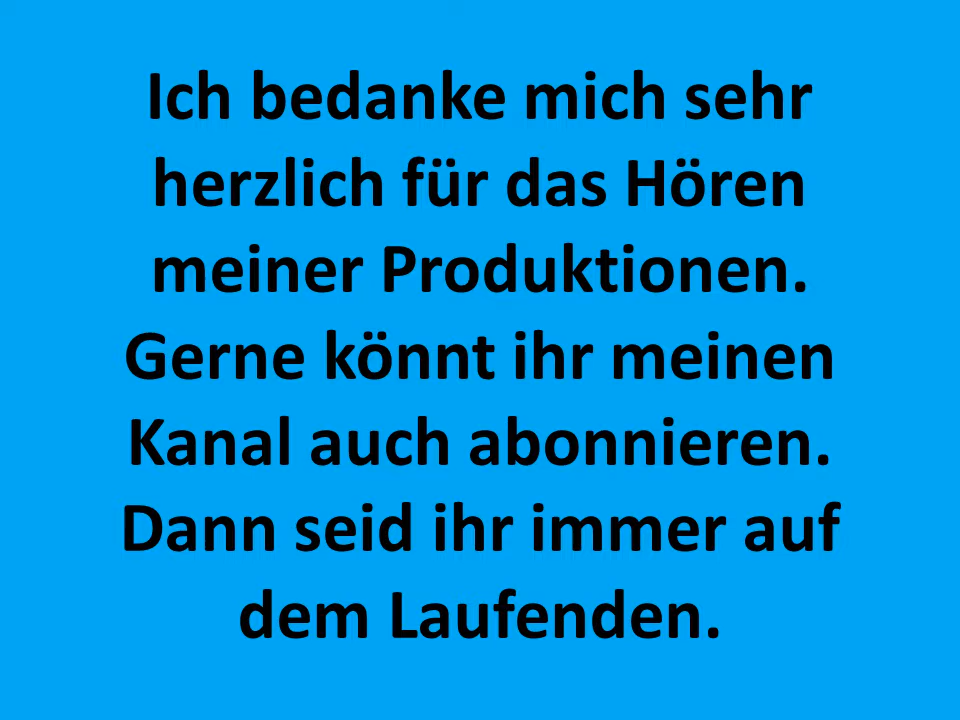 Ich bedanke mich sehr
herzlich für das Hören
meiner Produktionen.
Gerne könnt ihr meinen
Kanal auch abonnieren.
Dann seid ihr immer auf
dem Laufenden.